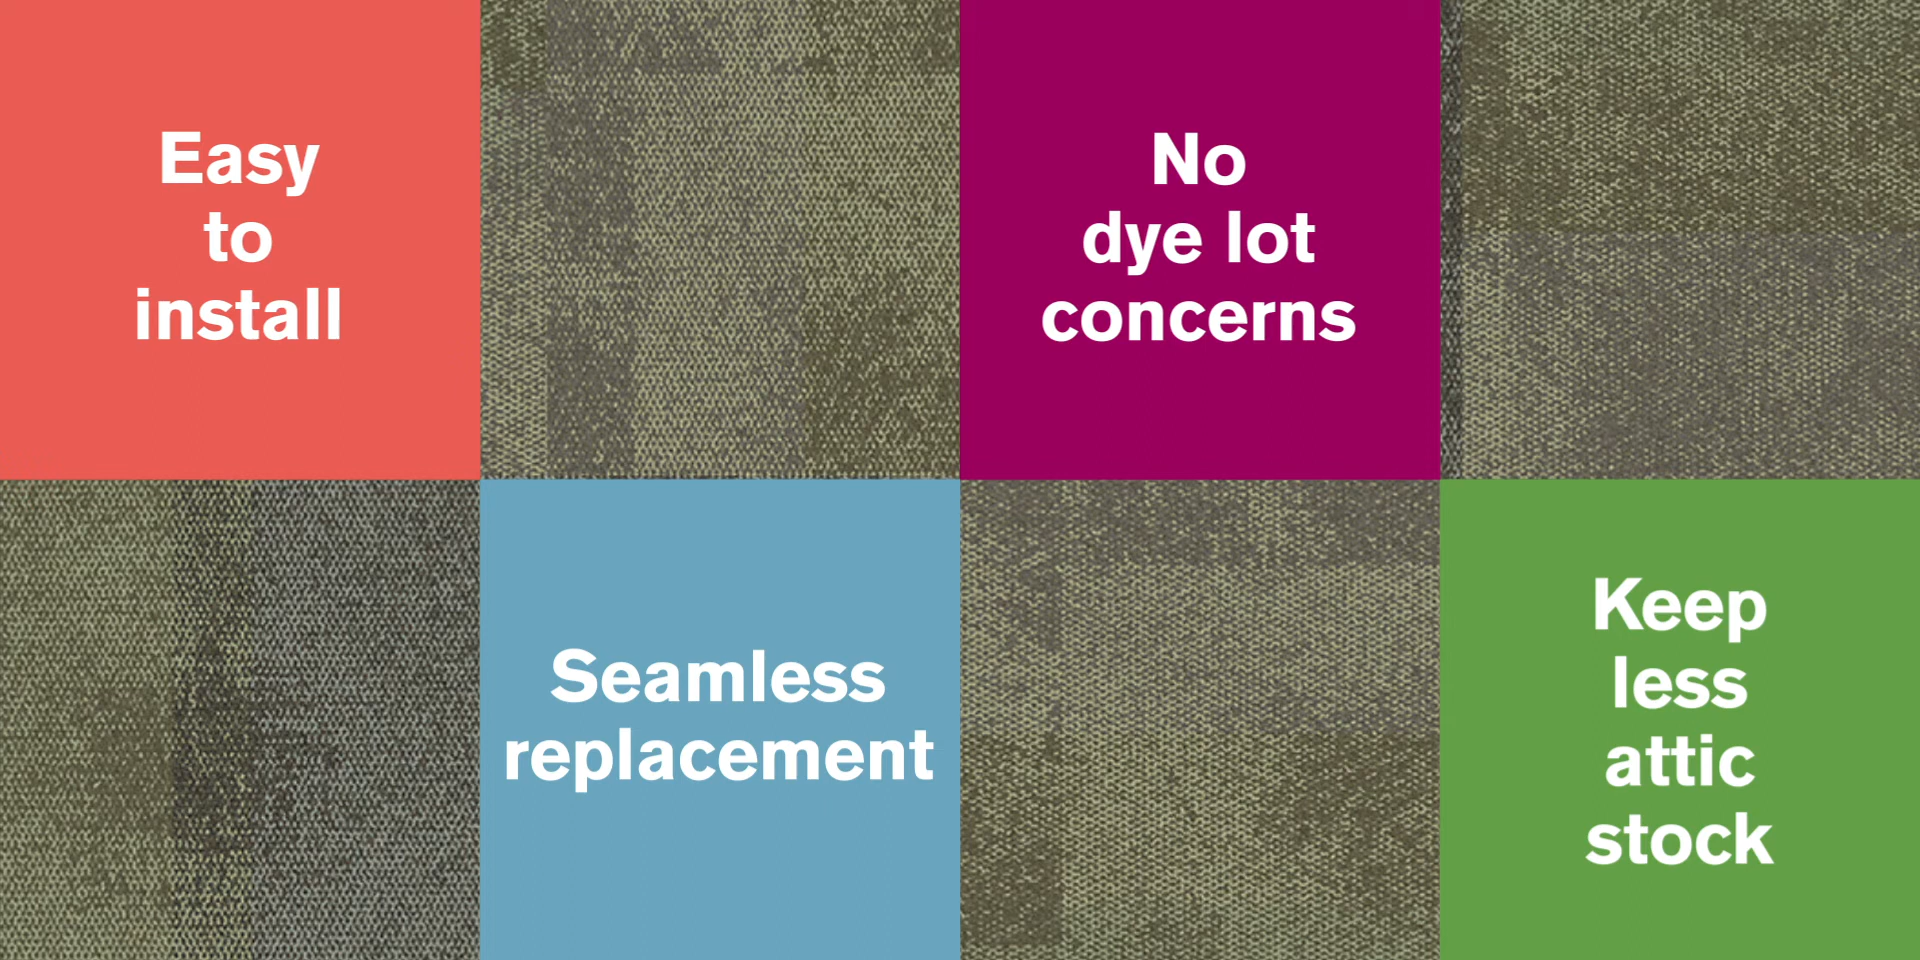 Easy
to
install
No
dye lot
concerns
Seamless
replacement
Keep
less
attic
stock